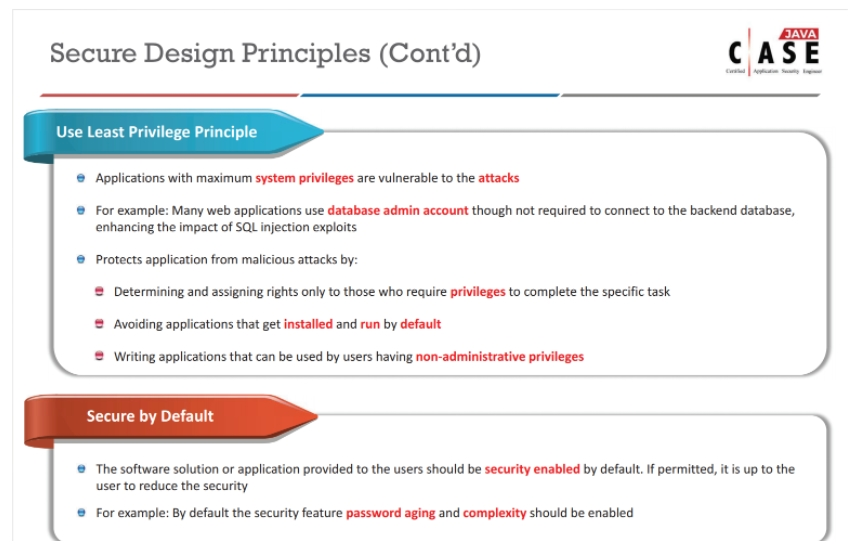 Secure Design Principles (Cont'd)
JAVA
CASE
Certified Application Security Engineer
Use Least Privilege Principle
Applications with maximum system privileges are vulnerable to the attacks
For example: Many web applications use database admin account though not required to connect to the backend database,
enhancing the impact of SQL injection exploits
Protects application from malicious attacks by:
Determining and assigning rights only to those who require privileges to complete the specific task
Avoiding applications that get installed and run by default
Writing applications that can be used by users having non-administrative privileges
Secure by Default
The software solution or application provided to the users should be security enabled by default. If permitted, it is up to the
user to reduce the security
For example: By default the security feature password aging and complexity should be enabled